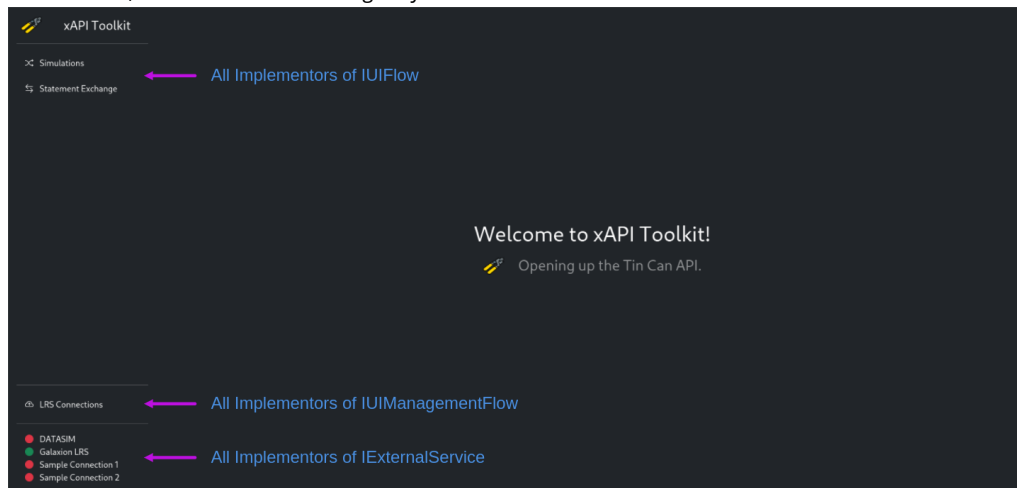 xAPI Toolkit
Simulations
All Implementors of IUIFlow
Statement Exchange
Welcome to xAPI Toolkit!
Opening up the Tin Can API.
LRS Connections
All Implementors of IUIManagementFlow
DATASIM
Galaxion LRS
Sample Connection 1
All Implementors of IExternalService
Sample Connection 2